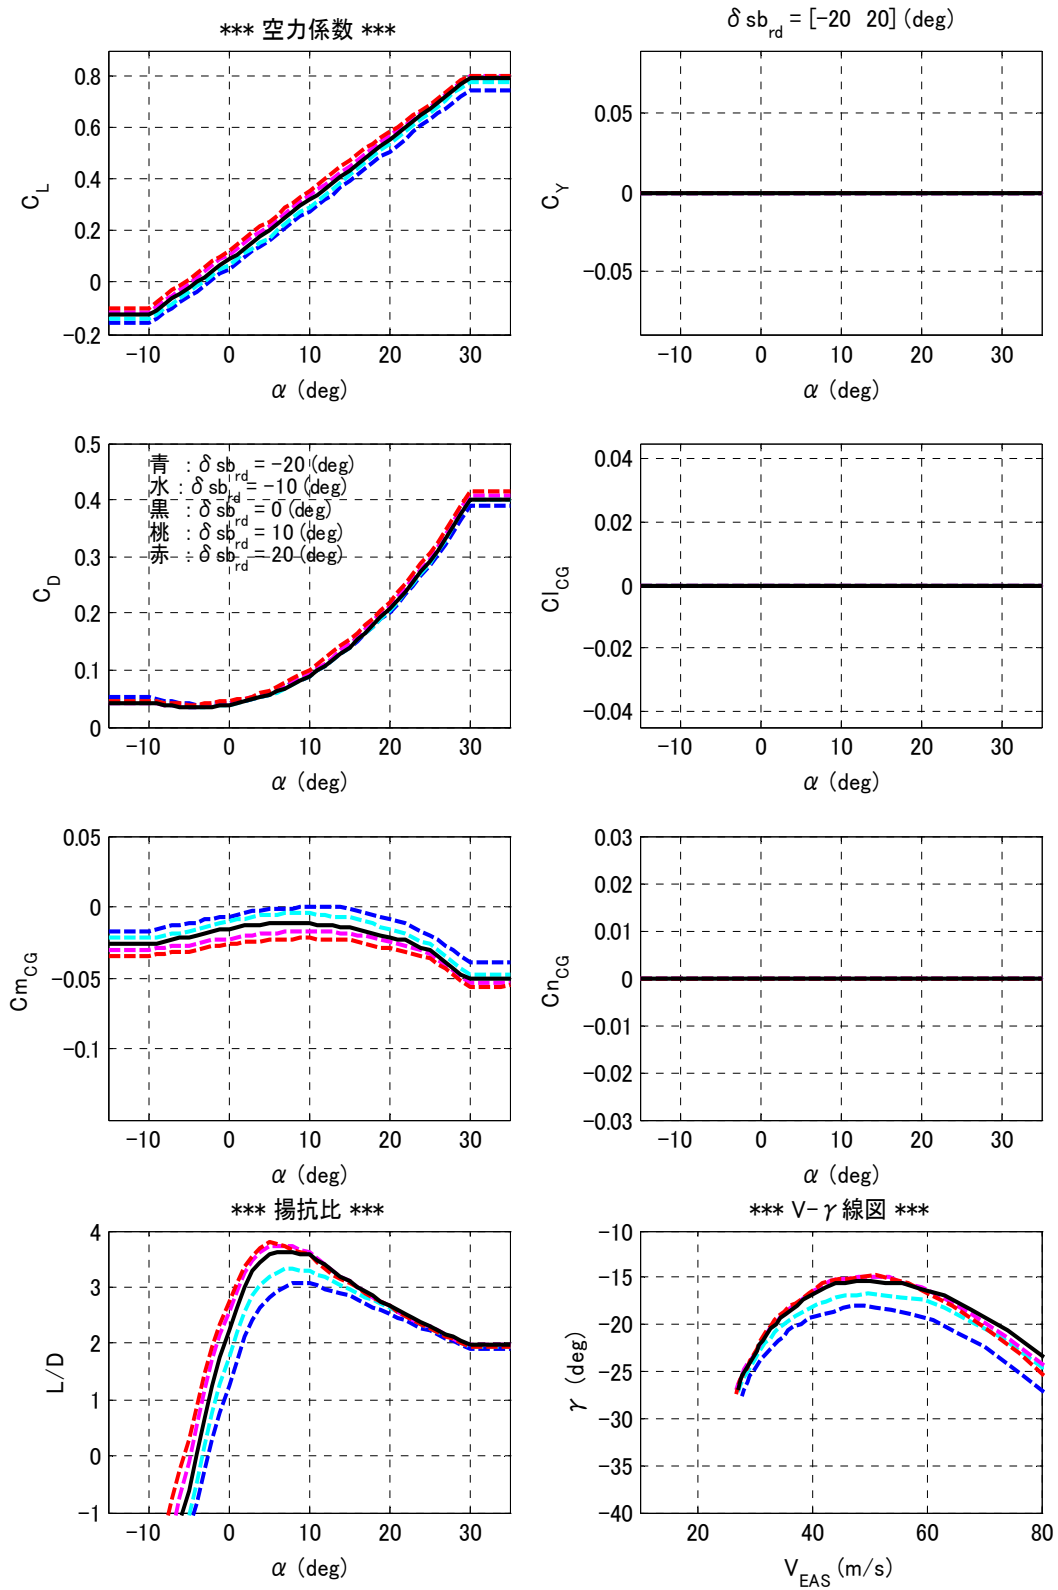 *** 空力係数 ***
δ sb_rd = [-20 20] (deg)
0.8
0.6
0.4
0.2
0
-0.2
C_L
-10 0 10 20 30
α (deg)
0.05
0
-0.05
C_Y
-10 0 10 20 30
α (deg)
0.5
0.4
0.3
0.2
0.1
0
C_D
青 : δ sb_rd = -20 (deg)
水 : δ sb_rd = -10 (deg)
黒 : δ sb_rd = 0 (deg)
桃 : δ sb_rd = 10 (deg)
赤 : δ sb_rd = 20 (deg)
-10 0 10 20 30
α (deg)
0.04
0.02
0
-0.02
-0.04
Cl_CG
-10 0 10 20 30
α (deg)
0.05
0
-0.05
-0.1
Cm_CG
-10 0 10 20 30
α (deg)
0.03
0.02
0.01
0
-0.01
-0.02
-0.03
Cn_CG
-10 0 10 20 30
α (deg)
*** 揚抗比 ***
4
3
2
1
0
-1
L/D
-10 0 10 20 30
α (deg)
*** V-γ 線図 ***
-10
-15
-20
-25
-30
-35
-40
γ (deg)
20 40 60 80
V_EAS (m/s)